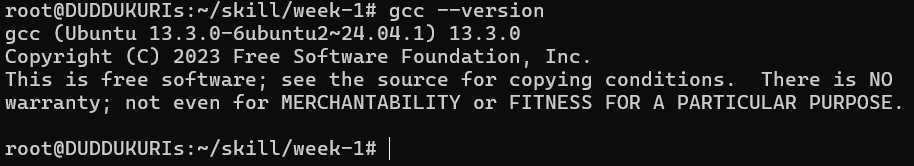 root@DUDDUKURIs:~/skill/week-1# gcc --version
gcc (Ubuntu 13.3.0-6ubuntu2~24.04.1) 13.3.0
Copyright (C) 2023 Free Software Foundation, Inc.
This is free software; see the source for copying conditions.  There is NO
warranty; not even for MERCHANTABILITY or FITNESS FOR A PARTICULAR PURPOSE.
root@DUDDUKURIs:~/skill/week-1#